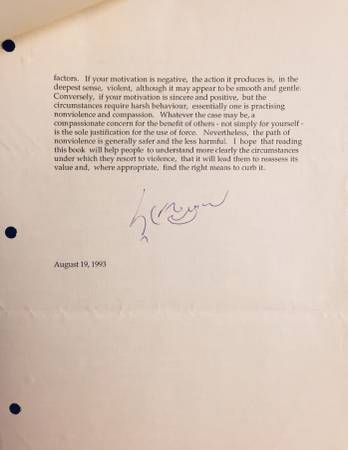 factors. If your motivation is negative, the action it produces is, in the
deepest sense, violent, although it may appear to be smooth and gentle.
Conversely, if your motivation is sincere and positive, but the
circumstances require harsh behaviour, essentially one is practising
nonviolence and compassion. Whatever the case may be, a
compassionate concern for the benefit of others - not simply for yourself -
is the sole justification for the use of force. Nevertheless, the path of
nonviolence is generally safer and the less harmful. I hope that reading
this book will help people to understand more clearly the circumstances
under which they resort to violence, that it will lead them to reassess its
value and, where appropriate, find the right means to curb it.
August 19, 1993